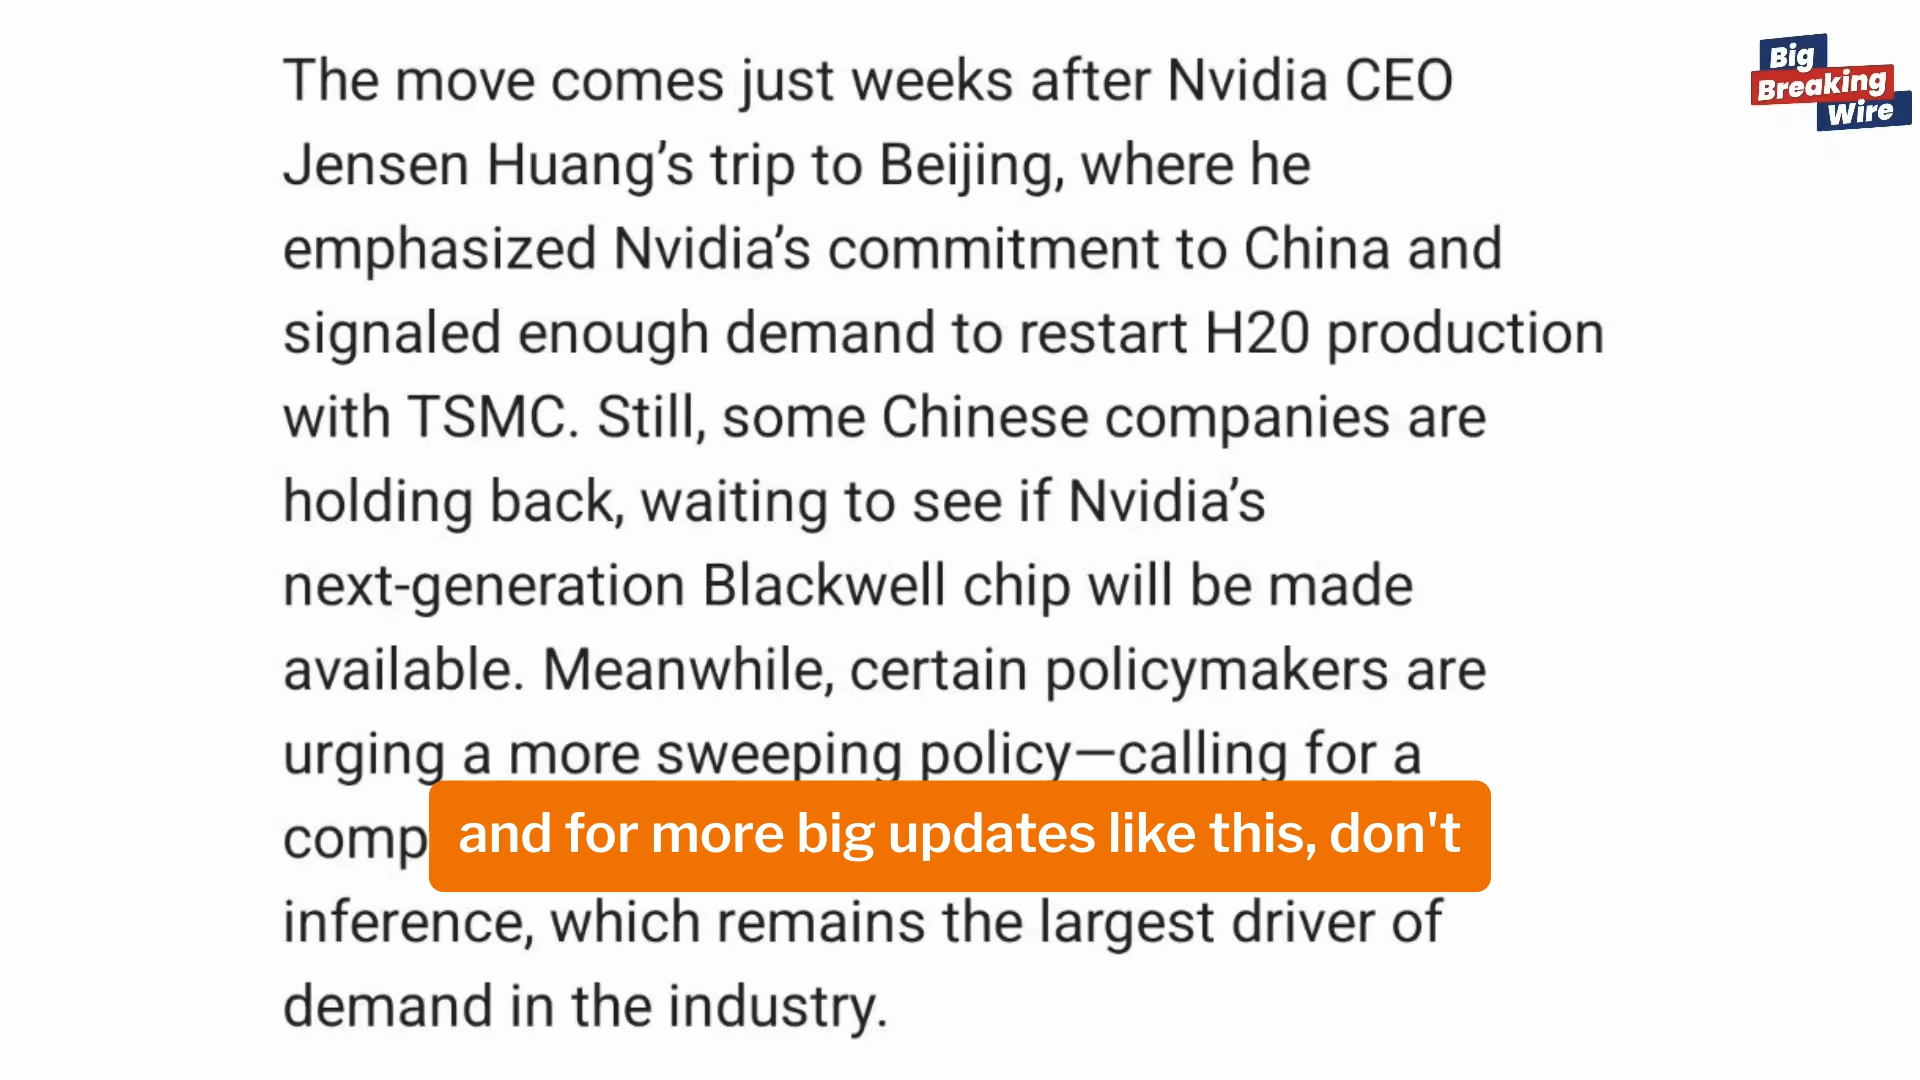 The move comes just weeks after Nvidia CEO
Jensen Huang’s trip to Beijing, where he
emphasized Nvidia’s commitment to China and
signaled enough demand to restart H20 production
with TSMC. Still, some Chinese companies are
holding back, waiting to see if Nvidia’s
next-generation Blackwell chip will be made
available. Meanwhile, certain policymakers are
urging a more sweeping policy—calling for a
and for more big updates like this, don't
inference, which remains the largest driver of
demand in the industry.
Big
Breaking
Wire